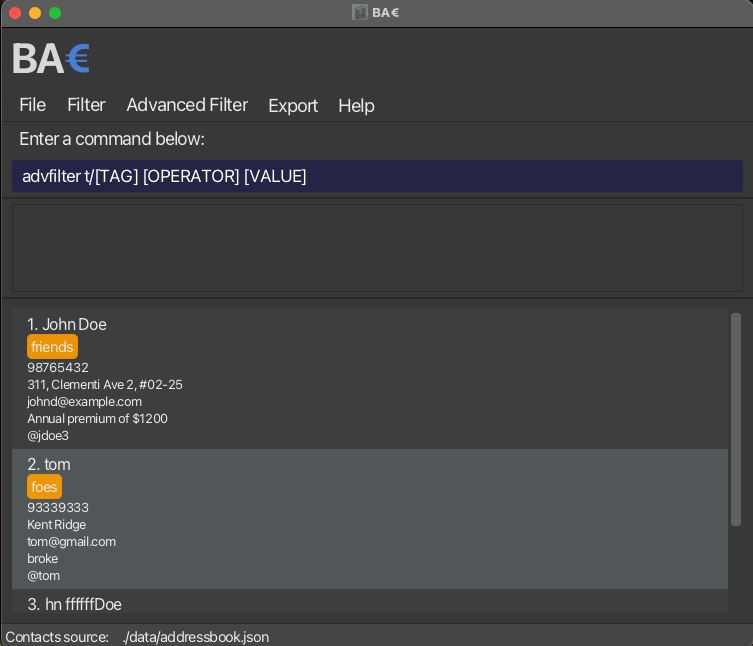 BA€
BA€
File Filter Advanced Filter Export Help
Enter a command below:
advfilter t/[TAG] [OPERATOR] [VALUE]
1. John Doe
friends
98765432
311, Clementi Ave 2, #02-25
johnd@example.com
Annual premium of $1200
@jdoe3
2. tom
foes
93339333
Kent Ridge
tom@gmail.com
broke
@tom
3. hn ffffffDoe
Contacts source: ./data/addressbook.json